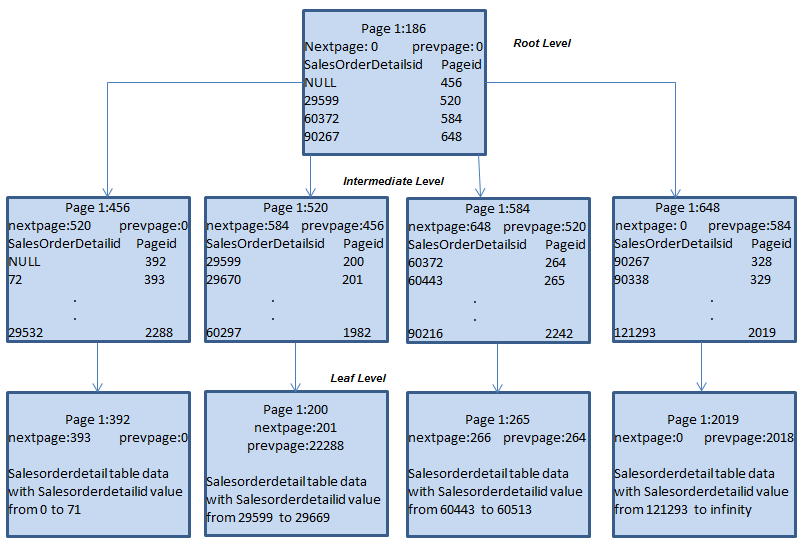 Page 1:186
Nextpage: 0 prevpage: 0
SalesOrderDetailsid Pageid
NULL 456
29599 520
60372 584
90267 648
Root Level
Intermediate Level
Page 1:456
nextpage:520 prevpage:0
SalesOrderDetailid Pageid
NULL 392
72 393
.
.
29532 2288
Page 1:520
nextpage:584 prevpage:456
SalesOrderDetailsid Pageid
29599 200
29670 201
.
.
60297 1982
Page 1:584
nextpage:648 prevpage:520
SalesOrderDetailsid Pageid
60372 264
60443 265
.
.
90216 2242
Page 1:648
nextpage: 0 prevpage:584
SalesOrderDetailsid Pageid
90267 328
90338 329
.
.
121293 2019
Leaf Level
Page 1:392
nextpage:393 prevpage:0
Salesorderdetail table data
with Salesorderdetailid value
from 0 to 71
Page 1:200
nextpage:201
prevpage:22288
Salesorderdetail table data
with Salesorderdetailid value
from 29599 to 29669
Page 1:265
nextpage:266 prevpage:264
Salesorderdetail table data
with Salesorderdetailid value
from 60443 to 60513
Page 1:2019
nextpage:0 prevpage:2018
Salesorderdetail table data
with Salesorderdetailid value
from 121293 to infinity